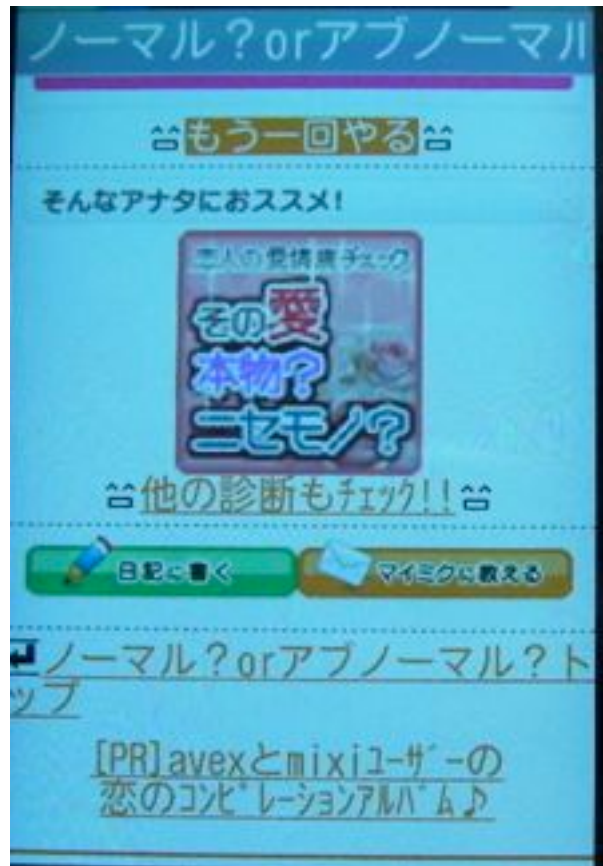 ノーマル?orアブノーマル
もう一回やる
そんなアナタにおススメ!
恋人の愛情度チェック
その愛
本物?
ニセモノ?
他の診断もﾁｪｯｸ!!
日記に書く
マイミクに教える
ノーマル?orアブノーマル?ト
ップ
[PR]avexとmixiﾕｰｻﾞｰの
恋のｺﾝﾋﾟﾚｰｼｮﾝｱﾙﾊﾞﾑ♪